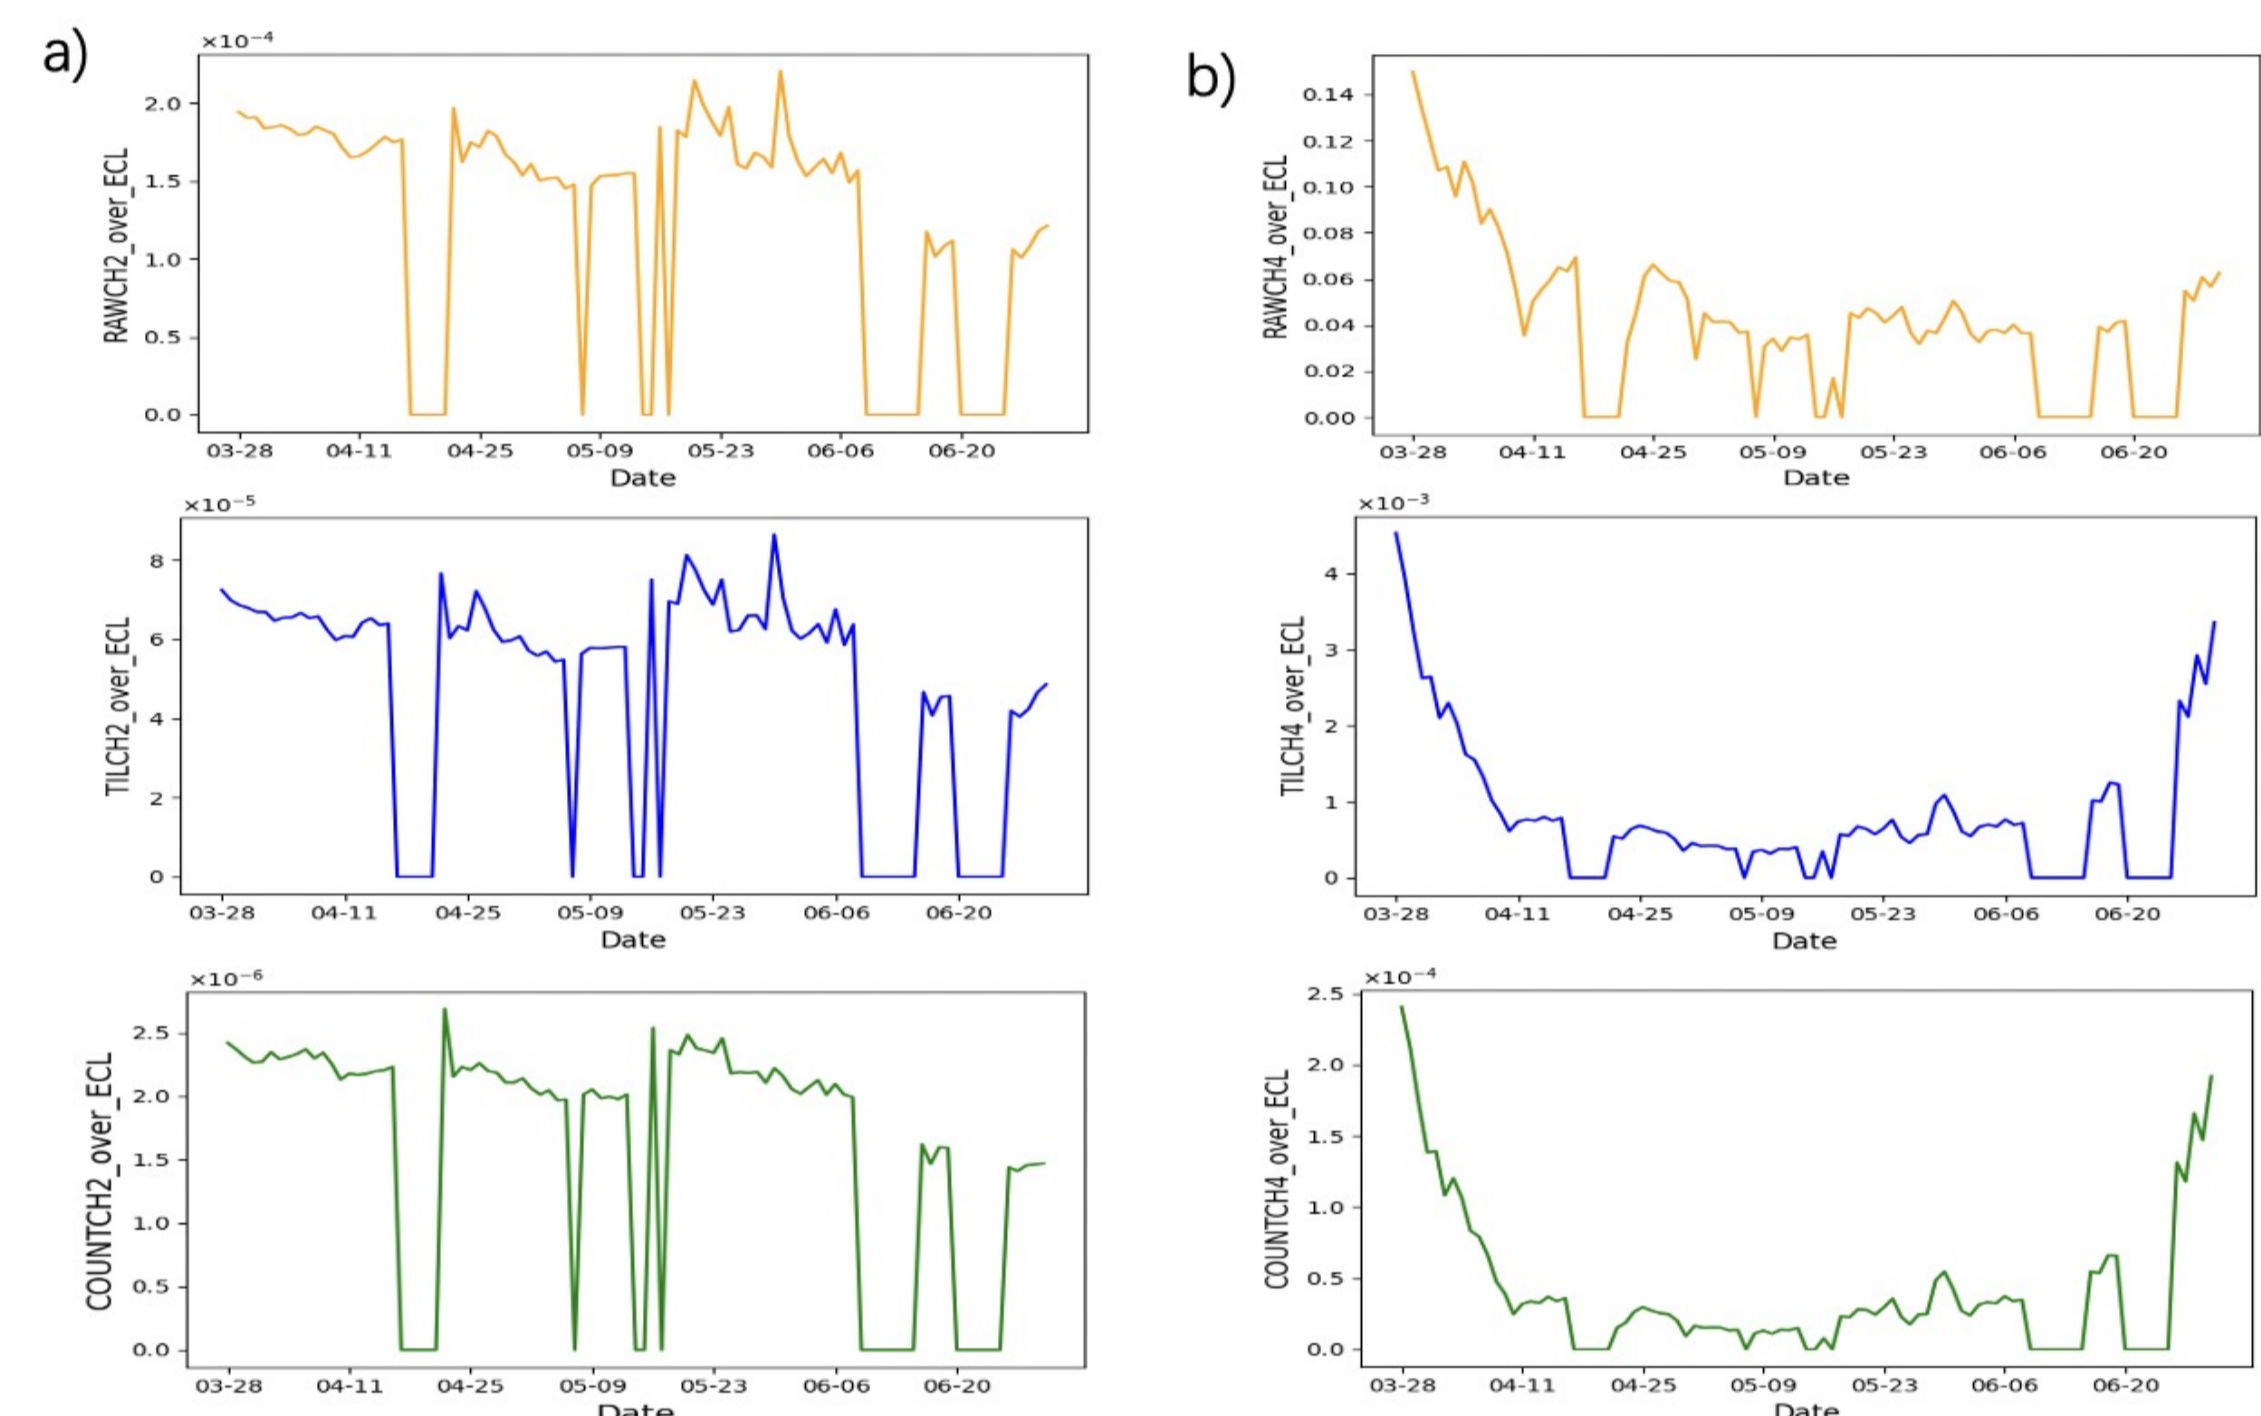 a)
×10−4
RAWCH2_over_ECL
2.0
1.5
1.0
0.5
0.0
03-28 04-11 04-25 05-09 05-23 06-06 06-20
Date
×10−5
TILCH2_over_ECL
8
6
4
2
0
03-28 04-11 04-25 05-09 05-23 06-06 06-20
Date
×10−6
COUNTCH2_over_ECL
2.5
2.0
1.5
1.0
0.5
0.0
03-28 04-11 04-25 05-09 05-23 06-06 06-20
Date
b)
RAWCH4_over_ECL
0.14
0.12
0.10
0.08
0.06
0.04
0.02
0.00
03-28 04-11 04-25 05-09 05-23 06-06 06-20
Date
×10−3
TILCH4_over_ECL
4
3
2
1
0
03-28 04-11 04-25 05-09 05-23 06-06 06-20
Date
×10−4
COUNTCH4_over_ECL
2.5
2.0
1.5
1.0
0.5
0.0
03-28 04-11 04-25 05-09 05-23 06-06 06-20
Date